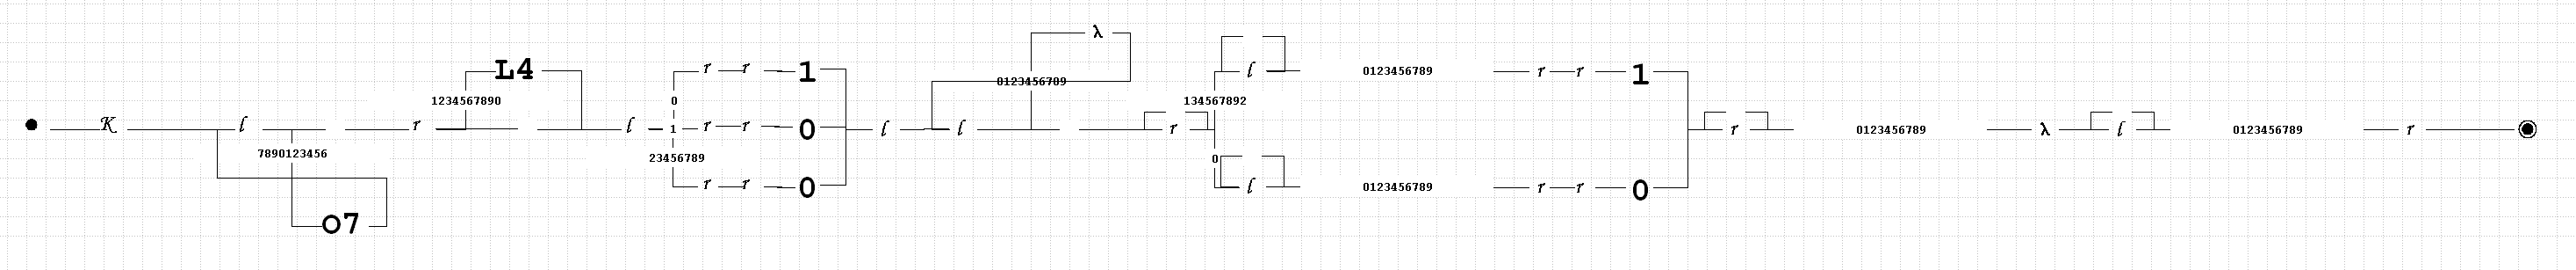 λ
L4 r r 1 0123456789 l 0123456789 r r 1
1234567890 0 134567892
K l r l 1 r r 0 l l r r 0123456789 λ l 0123456789 r
7890123456 23456789 0
r r 0 l 0123456789 r r 0
O7